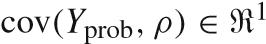 cov(Y_prob, ρ) ∈ ℜ^1